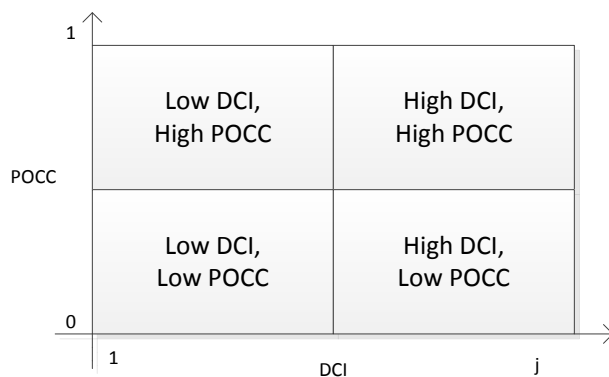 1
Low DCI,
High POCC
High DCI,
High POCC
POCC
Low DCI,
Low POCC
High DCI,
Low POCC
0
1
DCI
j